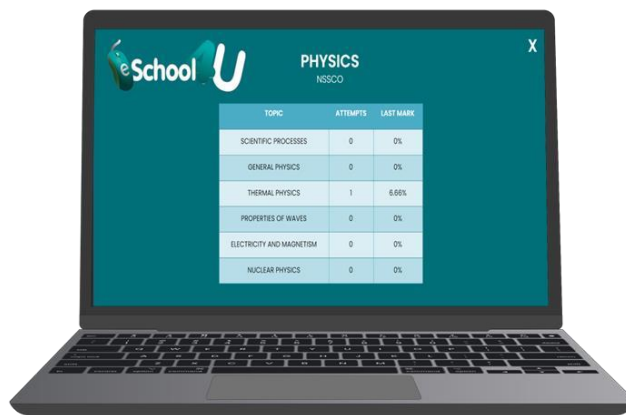 eSchool4U
PHYSICS
NSSCO
X
TOPIC ATTEMPTS LAST MARK
SCIENTIFIC PROCESSES 0 0%
GENERAL PHYSICS 0 0%
THERMAL PHYSICS 1 6.66%
PROPERTIES OF WAVES 0 0%
ELECTRICITY AND MAGNETISM 0 0%
NUCLEAR PHYSICS 0 0%